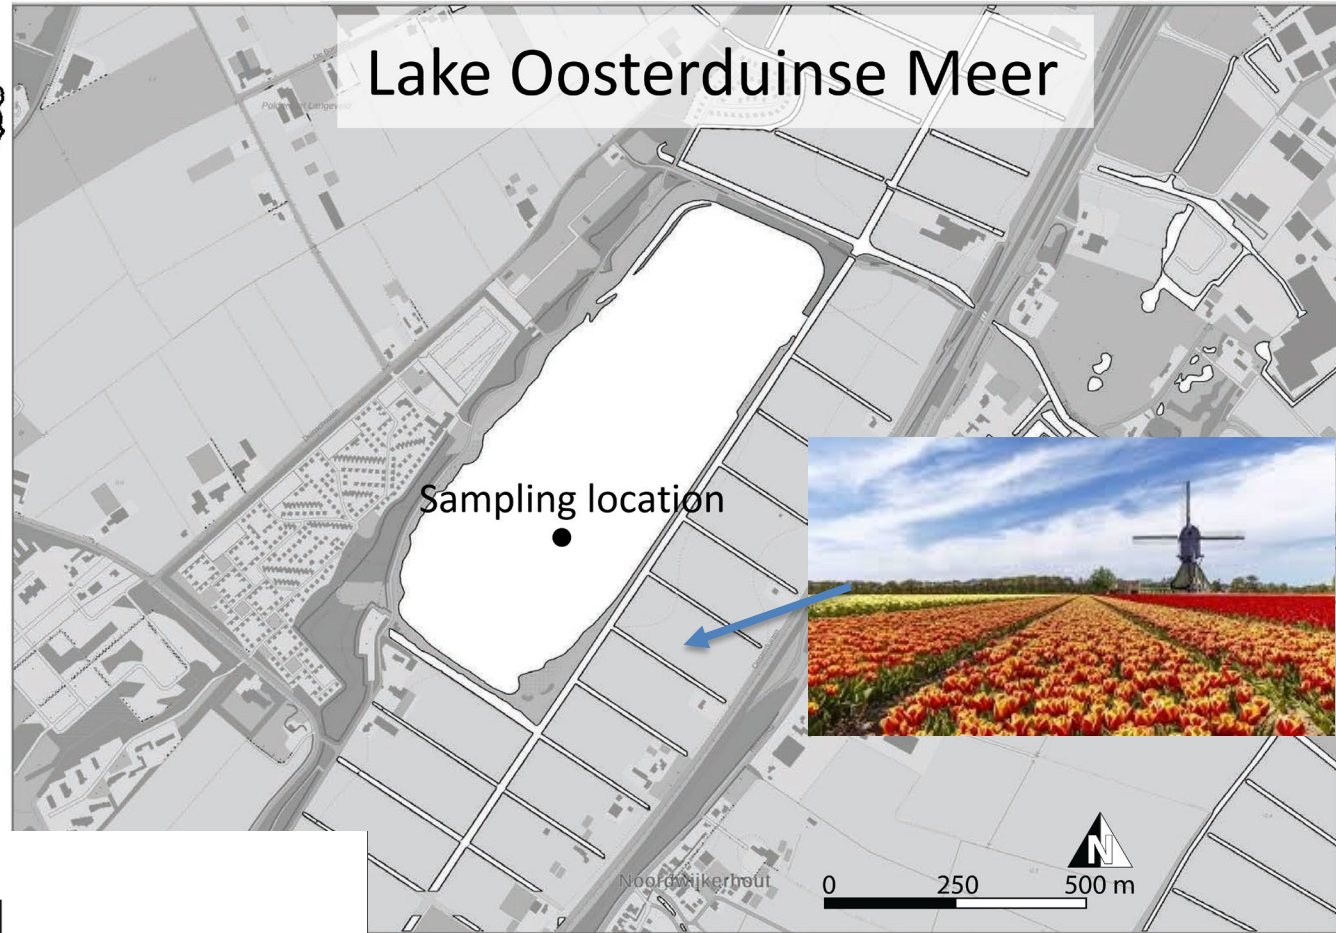 Lake Oosterduinse Meer
Sampling location
Noordwijkerhout
N
0 250 500 m